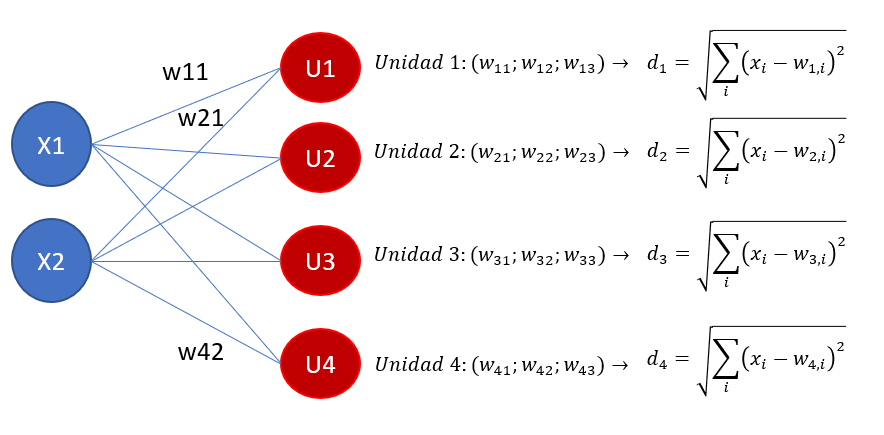 w11
w21
w42
X1
X2
U1
U2
U3
U4
Unidad 1: (w₁₁; w₁₂; w₁₃) → d₁ = √∑ᵢ(xᵢ − w₁,ᵢ)²
Unidad 2: (w₂₁; w₂₂; w₂₃) → d₂ = √∑ᵢ(xᵢ − w₂,ᵢ)²
Unidad 3: (w₃₁; w₃₂; w₃₃) → d₃ = √∑ᵢ(xᵢ − w₃,ᵢ)²
Unidad 4: (w₄₁; w₄₂; w₄₃) → d₄ = √∑ᵢ(xᵢ − w₄,ᵢ)²